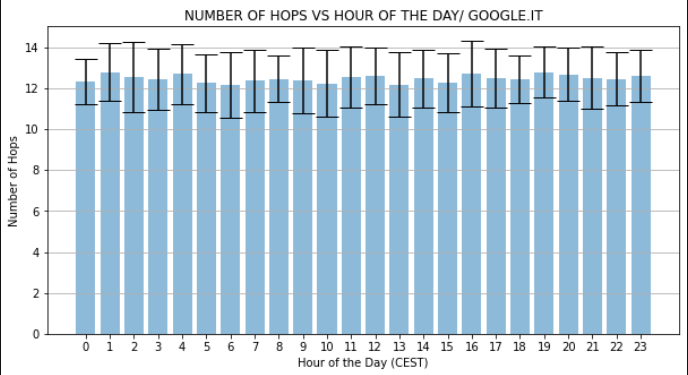 NUMBER OF HOPS VS HOUR OF THE DAY/ GOOGLE.IT
14
12
10
8
6
4
2
0
Number of Hops
0 1 2 3 4 5 6 7 8 9 10 11 12 13 14 15 16 17 18 19 20 21 22 23
Hour of the Day (CEST)